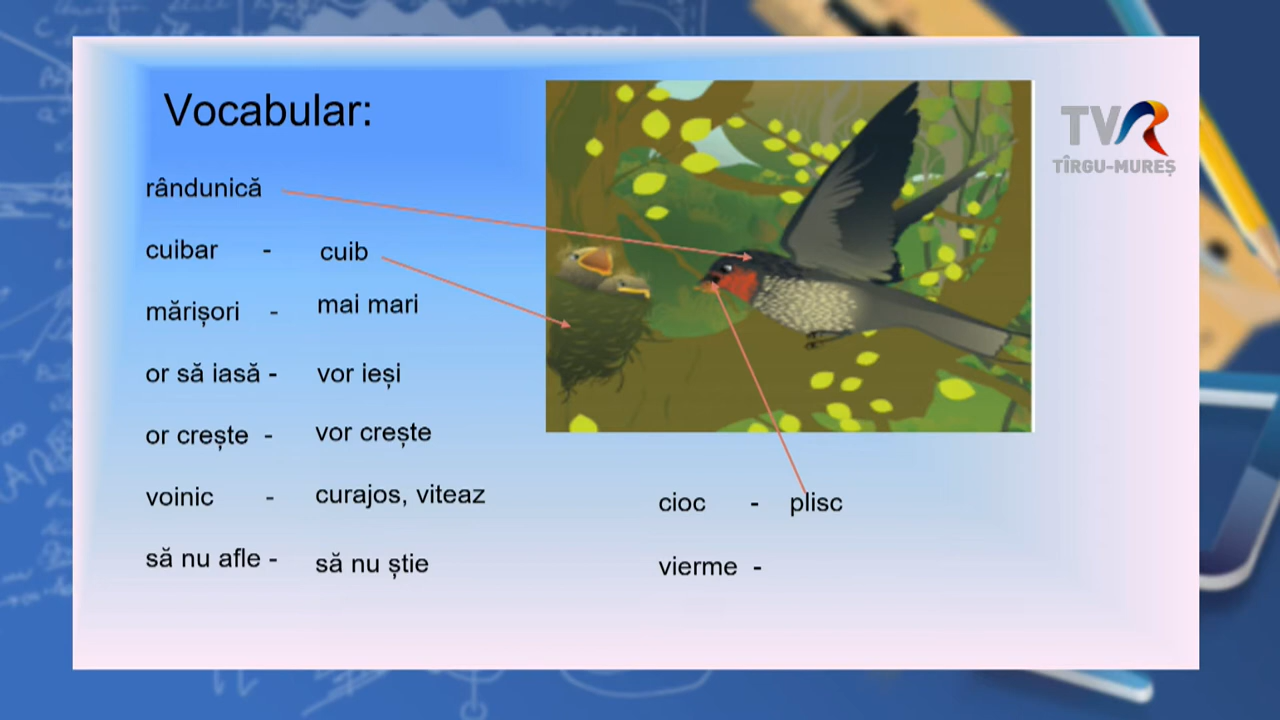 Vocabular:
rândunică
cuibar - cuib
mărișori - mai mari
or să iasă - vor ieși
or crește - vor crește
voinic - curajos, viteaz
să nu afle - să nu știe
cioc - plisc
vierme -
TVR
TÎRGU-MUREȘ